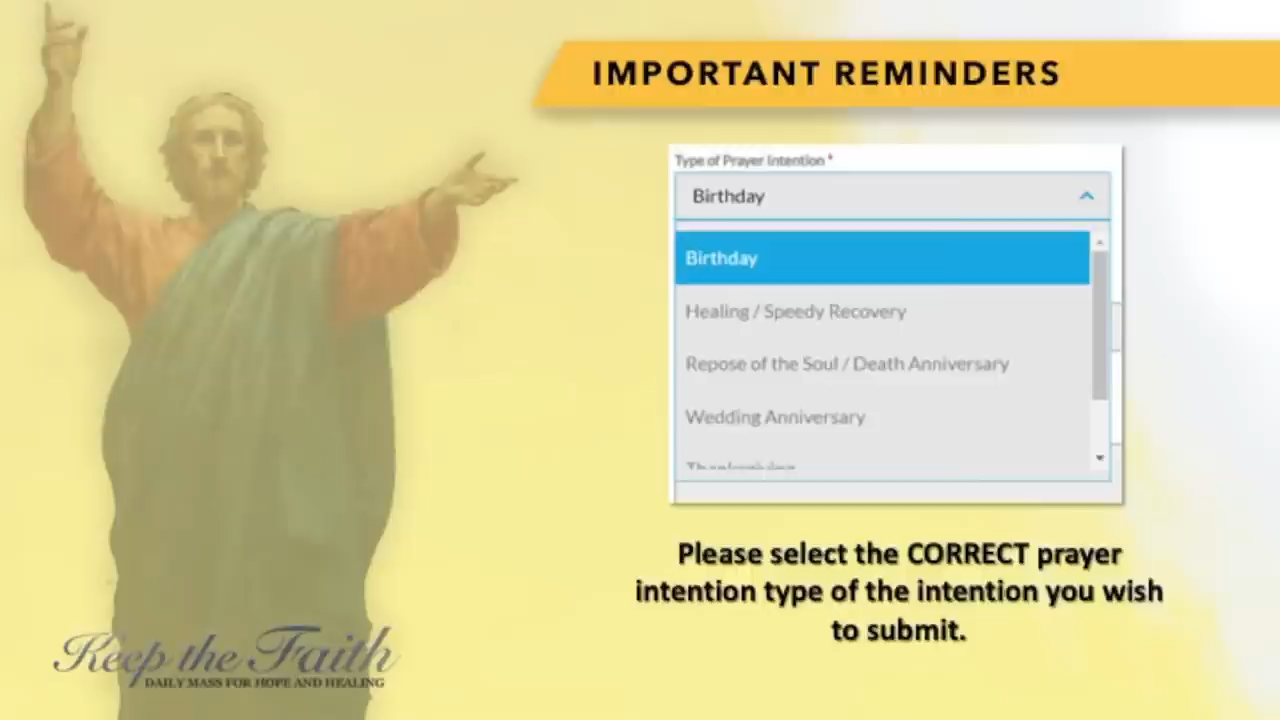 IMPORTANT REMINDERS
Type of Prayer Intention *
Birthday
Birthday
Healing / Speedy Recovery
Repose of the Soul / Death Anniversary
Wedding Anniversary
Thanksgiving
Please select the CORRECT prayer
intention type of the intention you wish
to submit.
Keep the Faith
DAILY MASS FOR HOPE AND HEALING